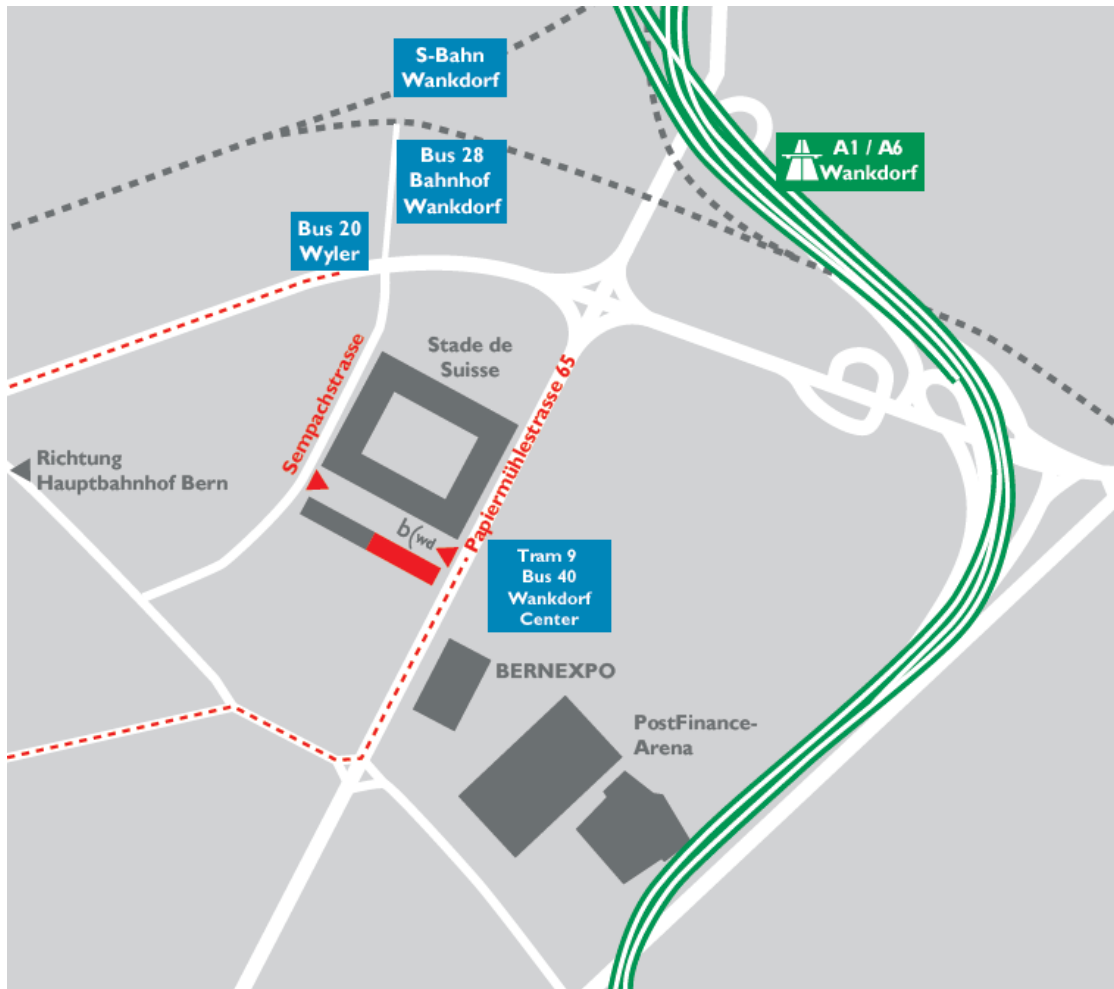 S-Bahn
Wankdorf
A1 / A6
Wankdorf
Bus 28
Bahnhof
Wankdorf
Bus 20
Wyler
Stade de
Suisse
Sempachstrasse
Papiermühlestrasse 65
Richtung
Hauptbahnhof Bern
b(wd
Tram 9
Bus 40
Wankdorf
Center
BERNEXPO
PostFinance-
Arena